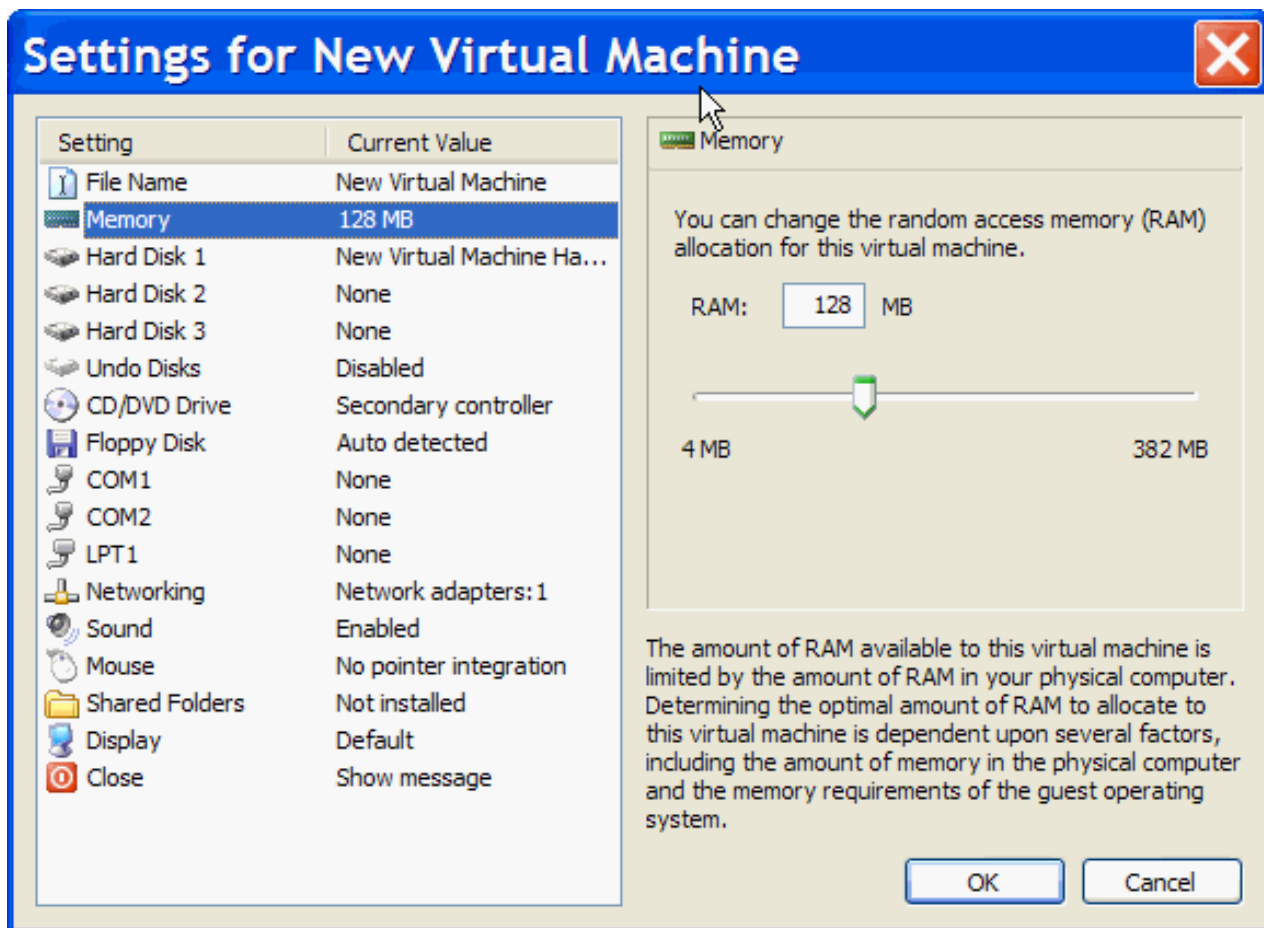 Settings for New Virtual Machine
Setting Current Value
File Name New Virtual Machine
Memory 128 MB
Hard Disk 1 New Virtual Machine Ha...
Hard Disk 2 None
Hard Disk 3 None
Undo Disks Disabled
CD/DVD Drive Secondary controller
Floppy Disk Auto detected
COM1 None
COM2 None
LPT1 None
Networking Network adapters:1
Sound Enabled
Mouse No pointer integration
Shared Folders Not installed
Display Default
Close Show message
Memory
You can change the random access memory (RAM)
allocation for this virtual machine.
RAM: 128 MB
4 MB 382 MB
The amount of RAM available to this virtual machine is
limited by the amount of RAM in your physical computer.
Determining the optimal amount of RAM to allocate to
this virtual machine is dependent upon several factors,
including the amount of memory in the physical computer
and the memory requirements of the guest operating
system.
OK Cancel